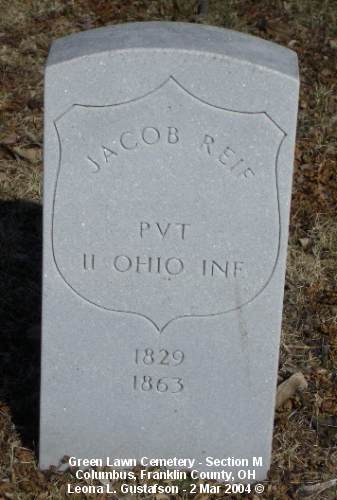 JACOB REIF
PVT
11 OHIO INF
1829
1863
Green Lawn Cemetery - Section M
Columbus, Franklin County, OH
Leona L. Gustafson - 2 Mar 2004 ©